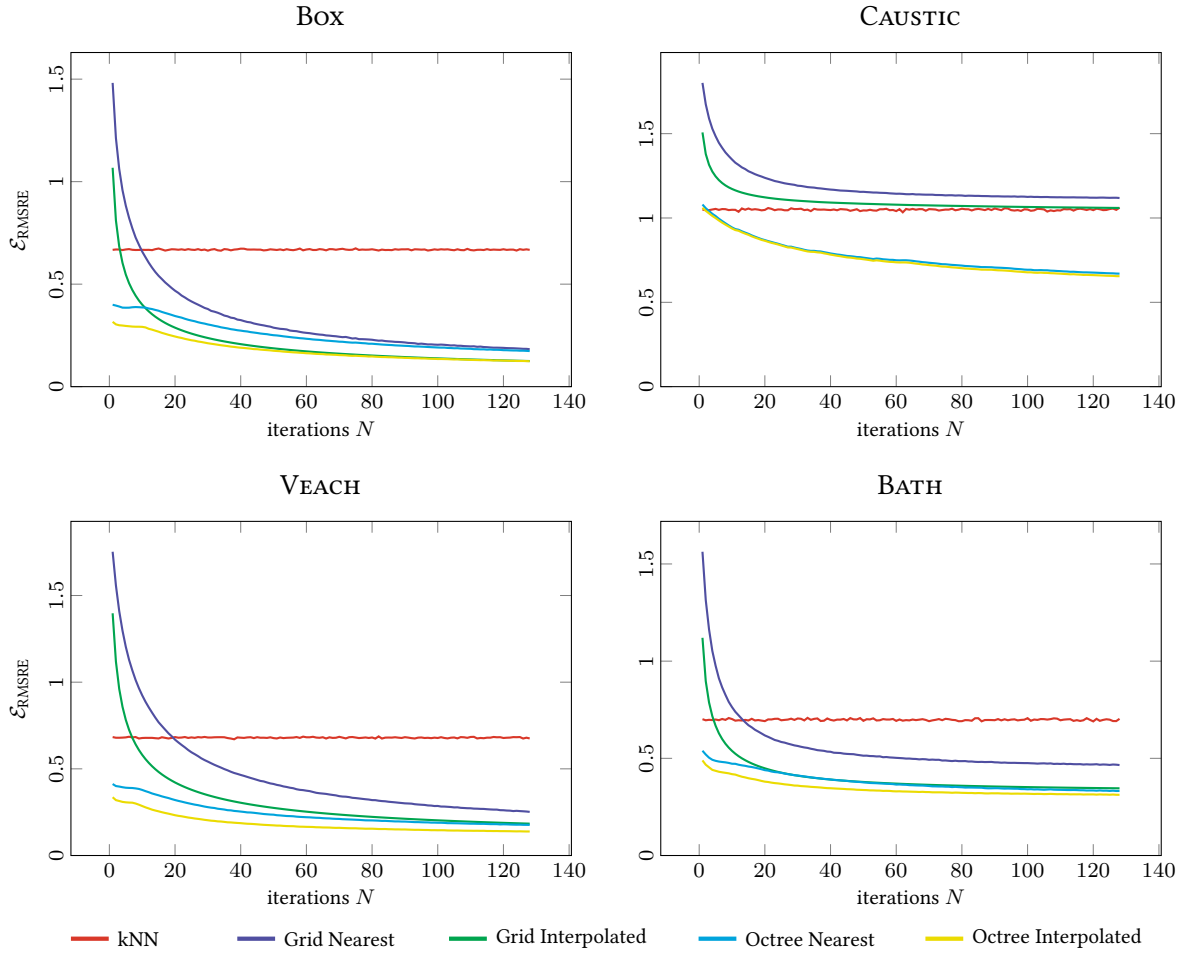 BOX
CAUSTIC
1.5
1
0.5
0
ℰRMSRE
0 20 40 60 80 100 120 140
iterations N
1.5
1
0.5
0
0 20 40 60 80 100 120 140
iterations N
VEACH
BATH
1.5
1
0.5
0
ℰRMSRE
0 20 40 60 80 100 120 140
iterations N
1.5
1
0.5
0
0 20 40 60 80 100 120 140
iterations N
kNN Grid Nearest Grid Interpolated Octree Nearest Octree Interpolated